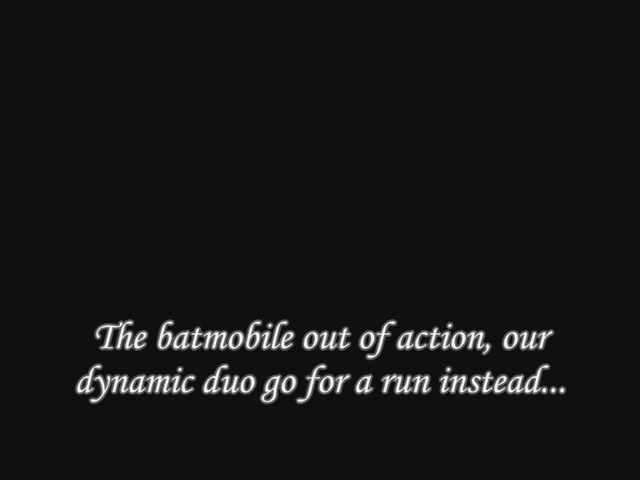 The batmobile out of action, our
dynamic duo go for a run instead...